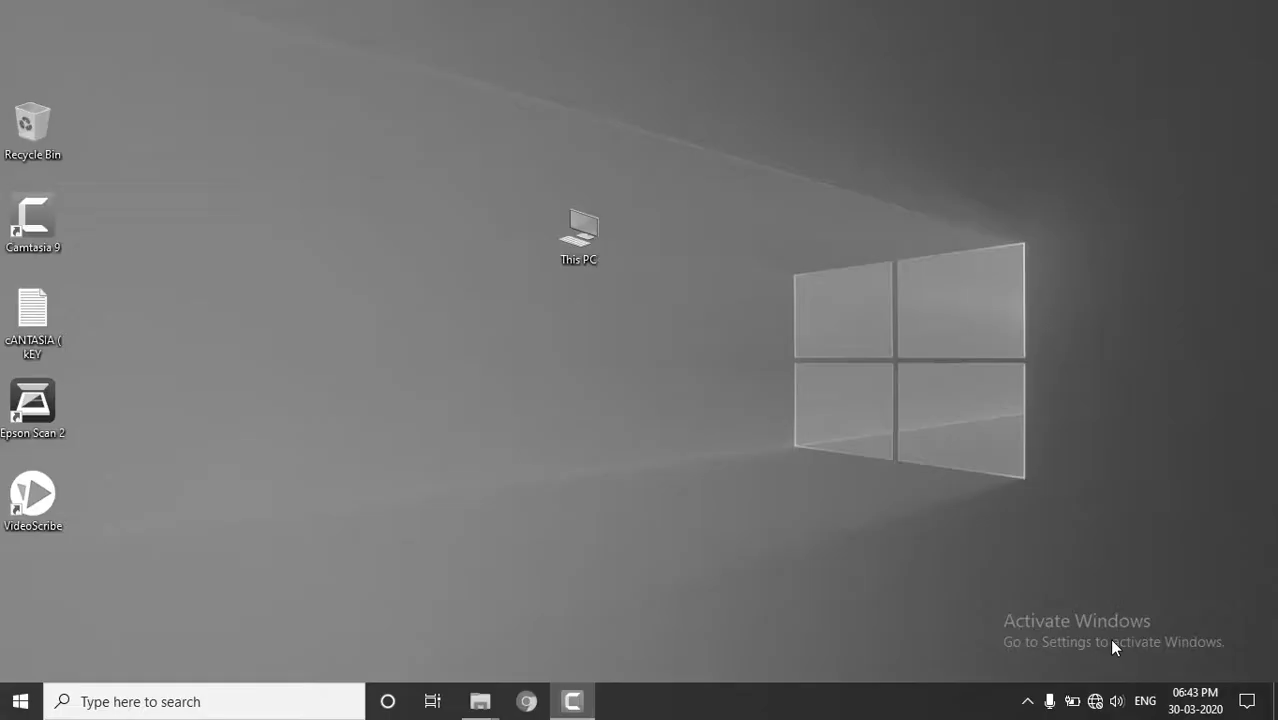 Recycle Bin
Camtasia 9
cANTASIA (
kEY
Epson Scan 2
VideoScribe
This PC
Activate Windows
Go to Settings to activate Windows.
Type here to search
ENG
06:43 PM
30-03-2020